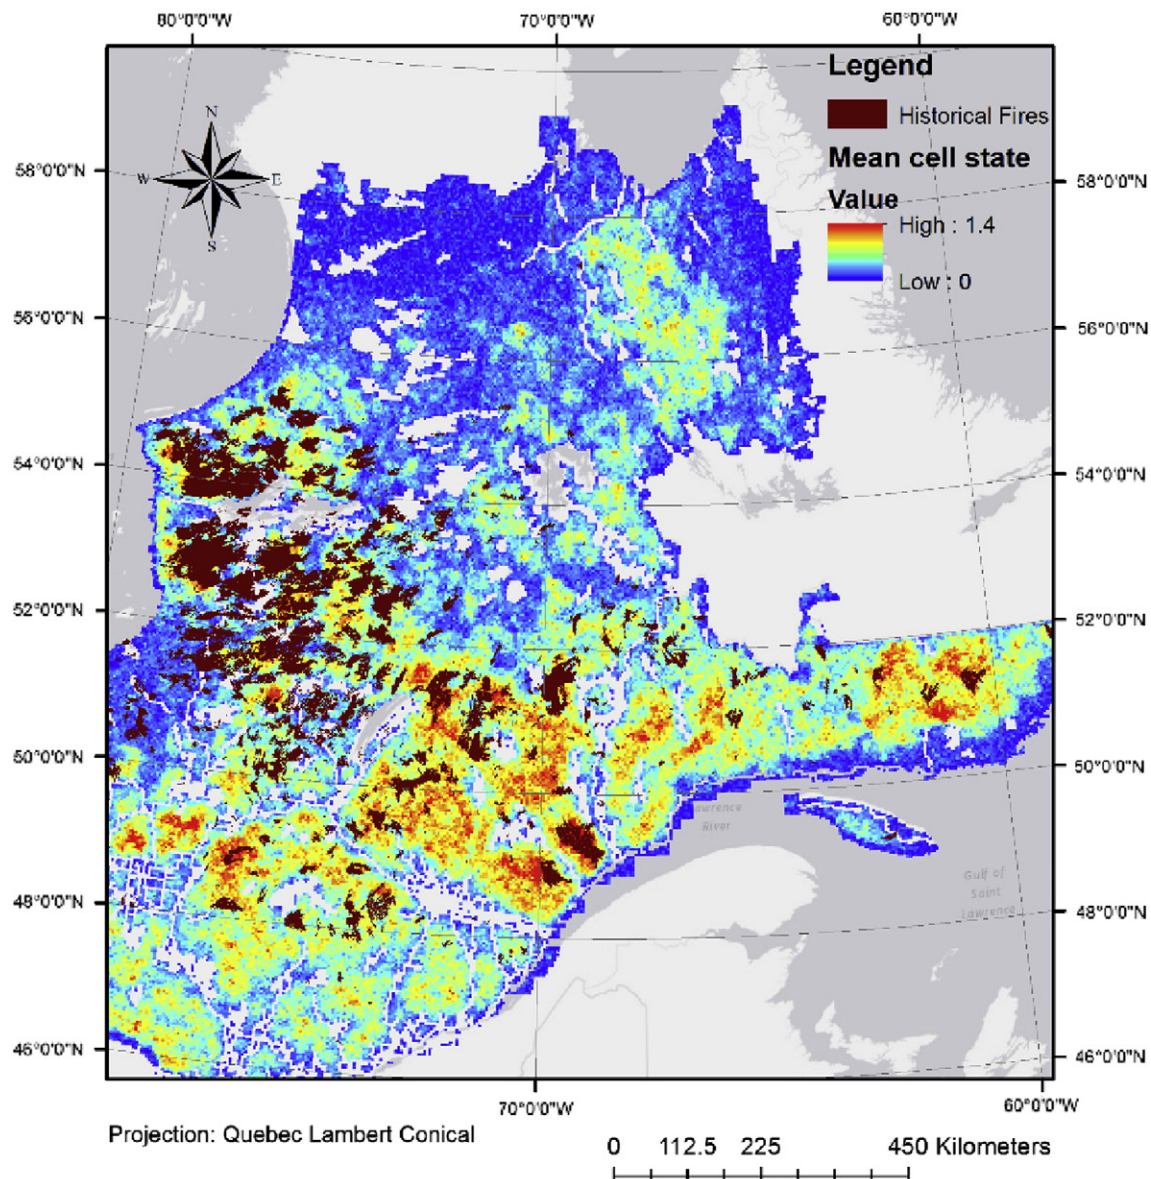 80°0'0"W 70°0'0"W 60°0'0"W
Legend
Historical Fires
Mean cell state
Value
High : 1.4
Low : 0
N
W E
S
58°0'0"N 58°0'0"N
56°0'0"N 56°0'0"N
54°0'0"N 54°0'0"N
52°0'0"N 52°0'0"N
50°0'0"N 50°0'0"N
48°0'0"N 48°0'0"N
46°0'0"N 46°0'0"N
River
Gulf of
Saint
Lawrence
70°0'0"W 60°0'0"W
Projection: Quebec Lambert Conical
0 112.5 225 450 Kilometers